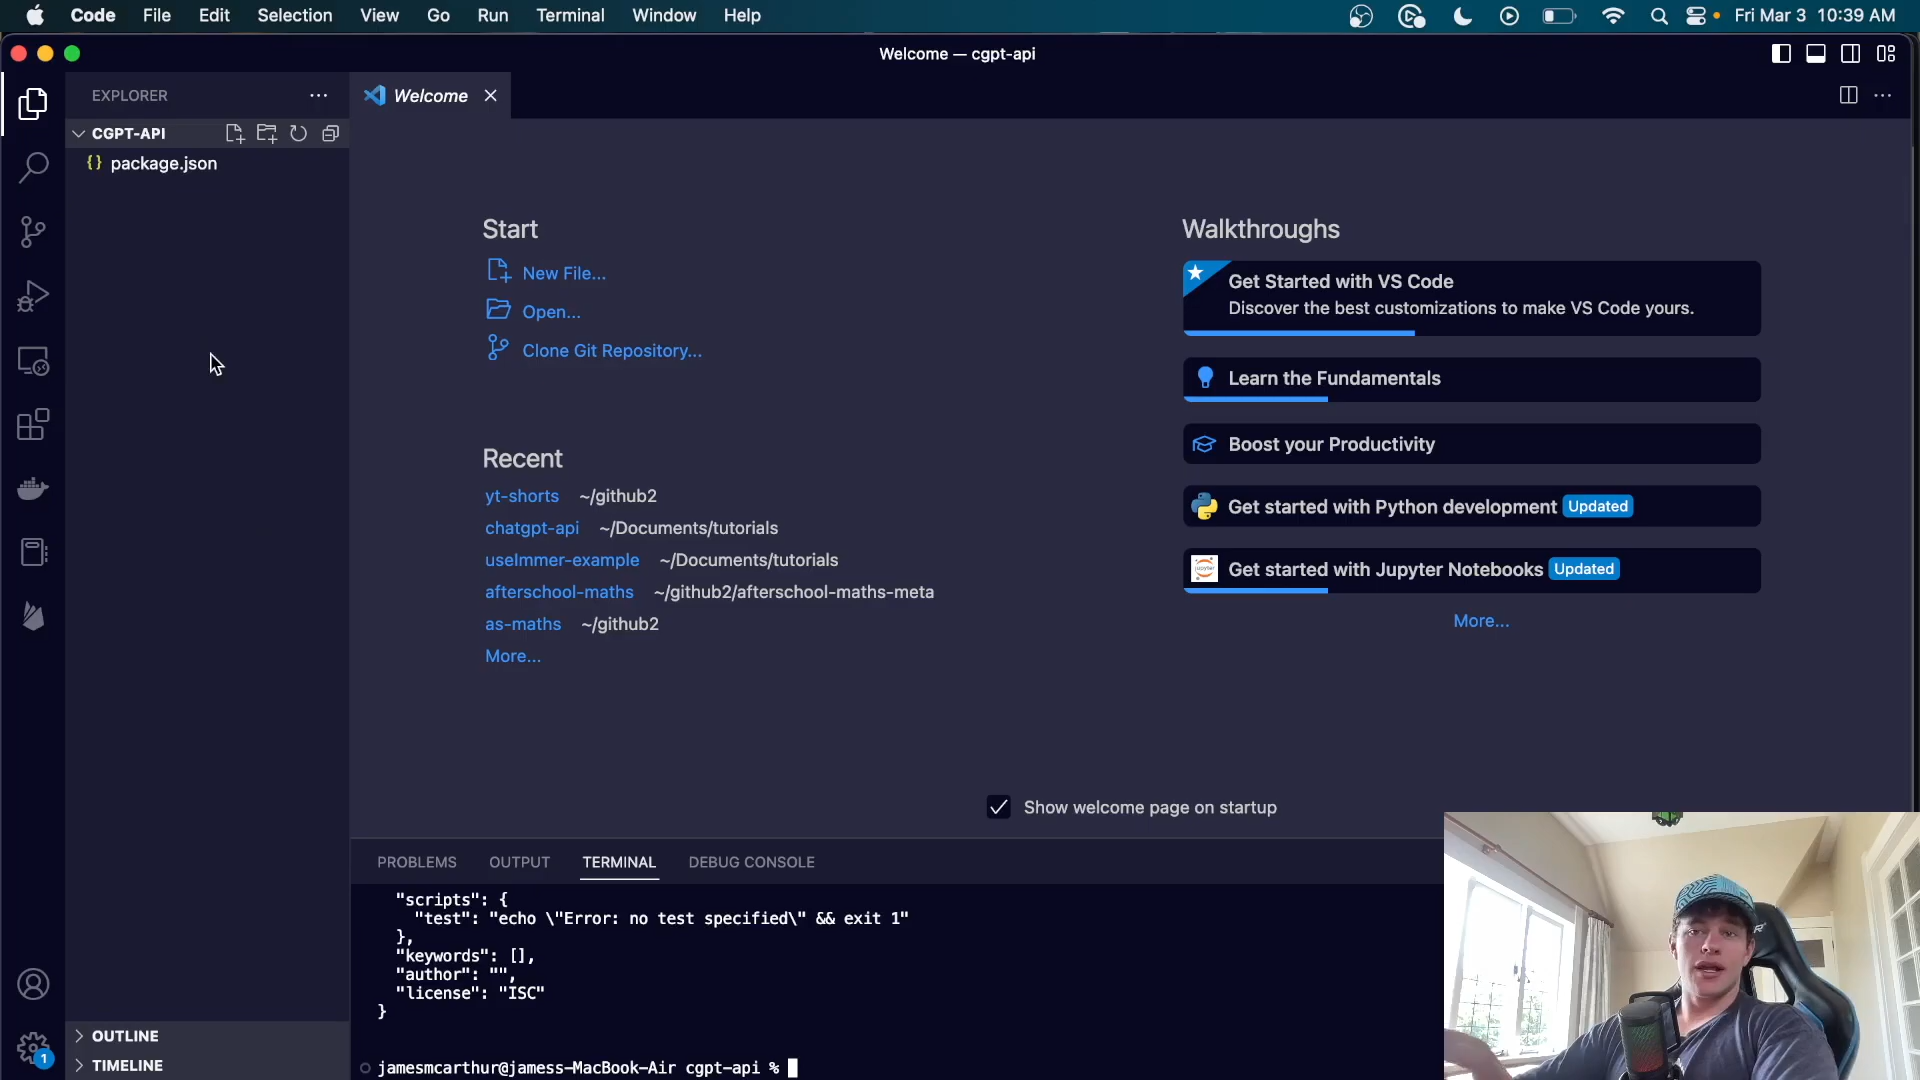 Code File Edit Selection View Go Run Terminal Window Help
Fri Mar 3 10:39 AM
Welcome — cgpt-api
EXPLORER
Welcome
CGPT-API
{} package.json
Start
New File...
Open...
Clone Git Repository...
Recent
yt-shorts ~/github2
chatgpt-api ~/Documents/tutorials
useImmer-example ~/Documents/tutorials
afterschool-maths ~/github2/afterschool-maths-meta
as-maths ~/github2
More...
Walkthroughs
Get Started with VS Code
Discover the best customizations to make VS Code yours.
Learn the Fundamentals
Boost your Productivity
Get started with Python development Updated
Get started with Jupyter Notebooks Updated
More...
Show welcome page on startup
PROBLEMS OUTPUT TERMINAL DEBUG CONSOLE
"scripts": {
"test": "echo \"Error: no test specified\" && exit 1"
},
"keywords": [],
"author": "",
"license": "ISC"
}
jamesmcarthur@jamess-MacBook-Air cgpt-api %
OUTLINE
1
TIMELINE